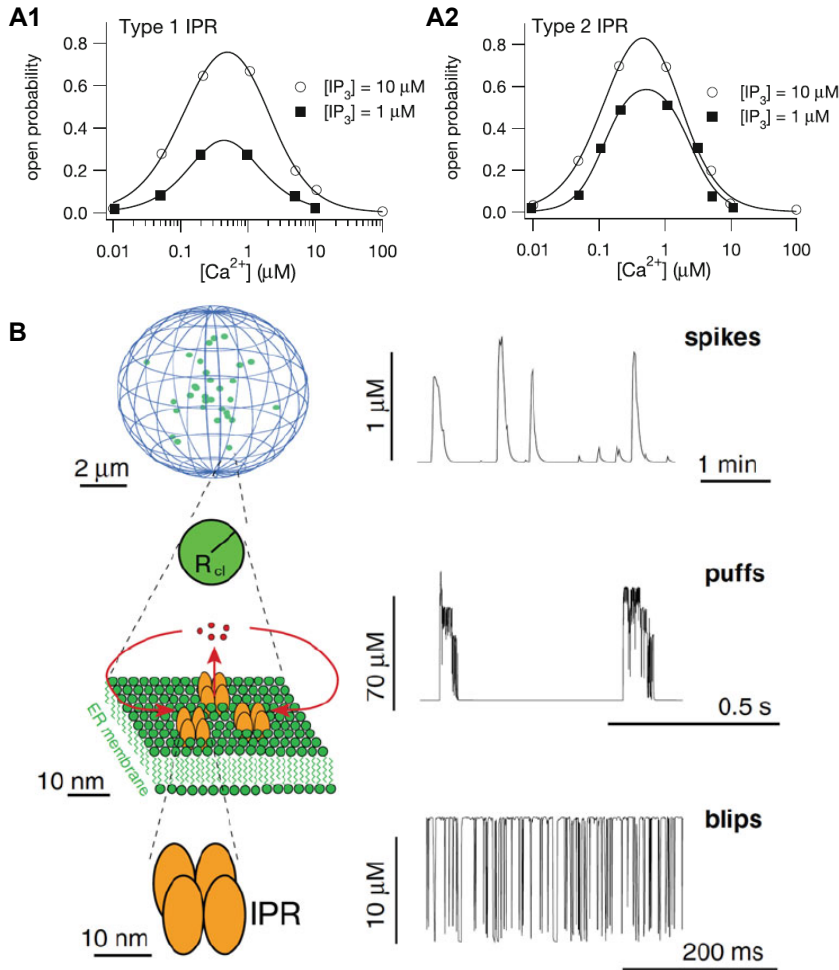 A1
Type 1 IPR
0.8
0.6
0.4
0.2
0.0
open probability
[IP₃] = 10 µM
[IP₃] = 1 µM
0.01
0.1
1
10
100
[Ca²⁺] (µM)
A2
Type 2 IPR
0.8
0.6
0.4
0.2
0.0
open probability
[IP₃] = 10 µM
[IP₃] = 1 µM
0.01
0.1
1
10
100
[Ca²⁺] (µM)
B
2 µm
spikes
1 µM
1 min
R_cl
puffs
70 µM
0.5 s
ER membrane
10 nm
blips
10 µM
200 ms
IPR
10 nm